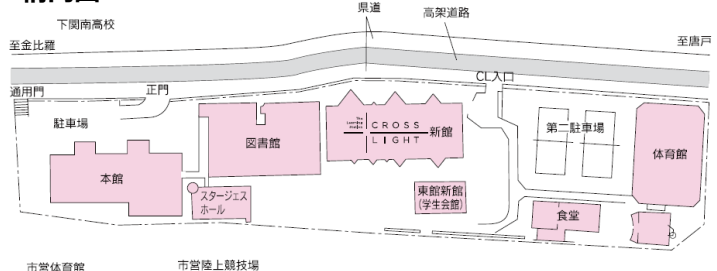 県道
高架道路
下関南高校
至金比羅
至唐戸
CL入口
通用門
正門
駐車場
図書館
CROSS
LIGHT
新館
第二駐車場
体育館
本館
スタージェス
ホール
東館新館
(学生会館)
食堂
市営体育館
市営陸上競技場